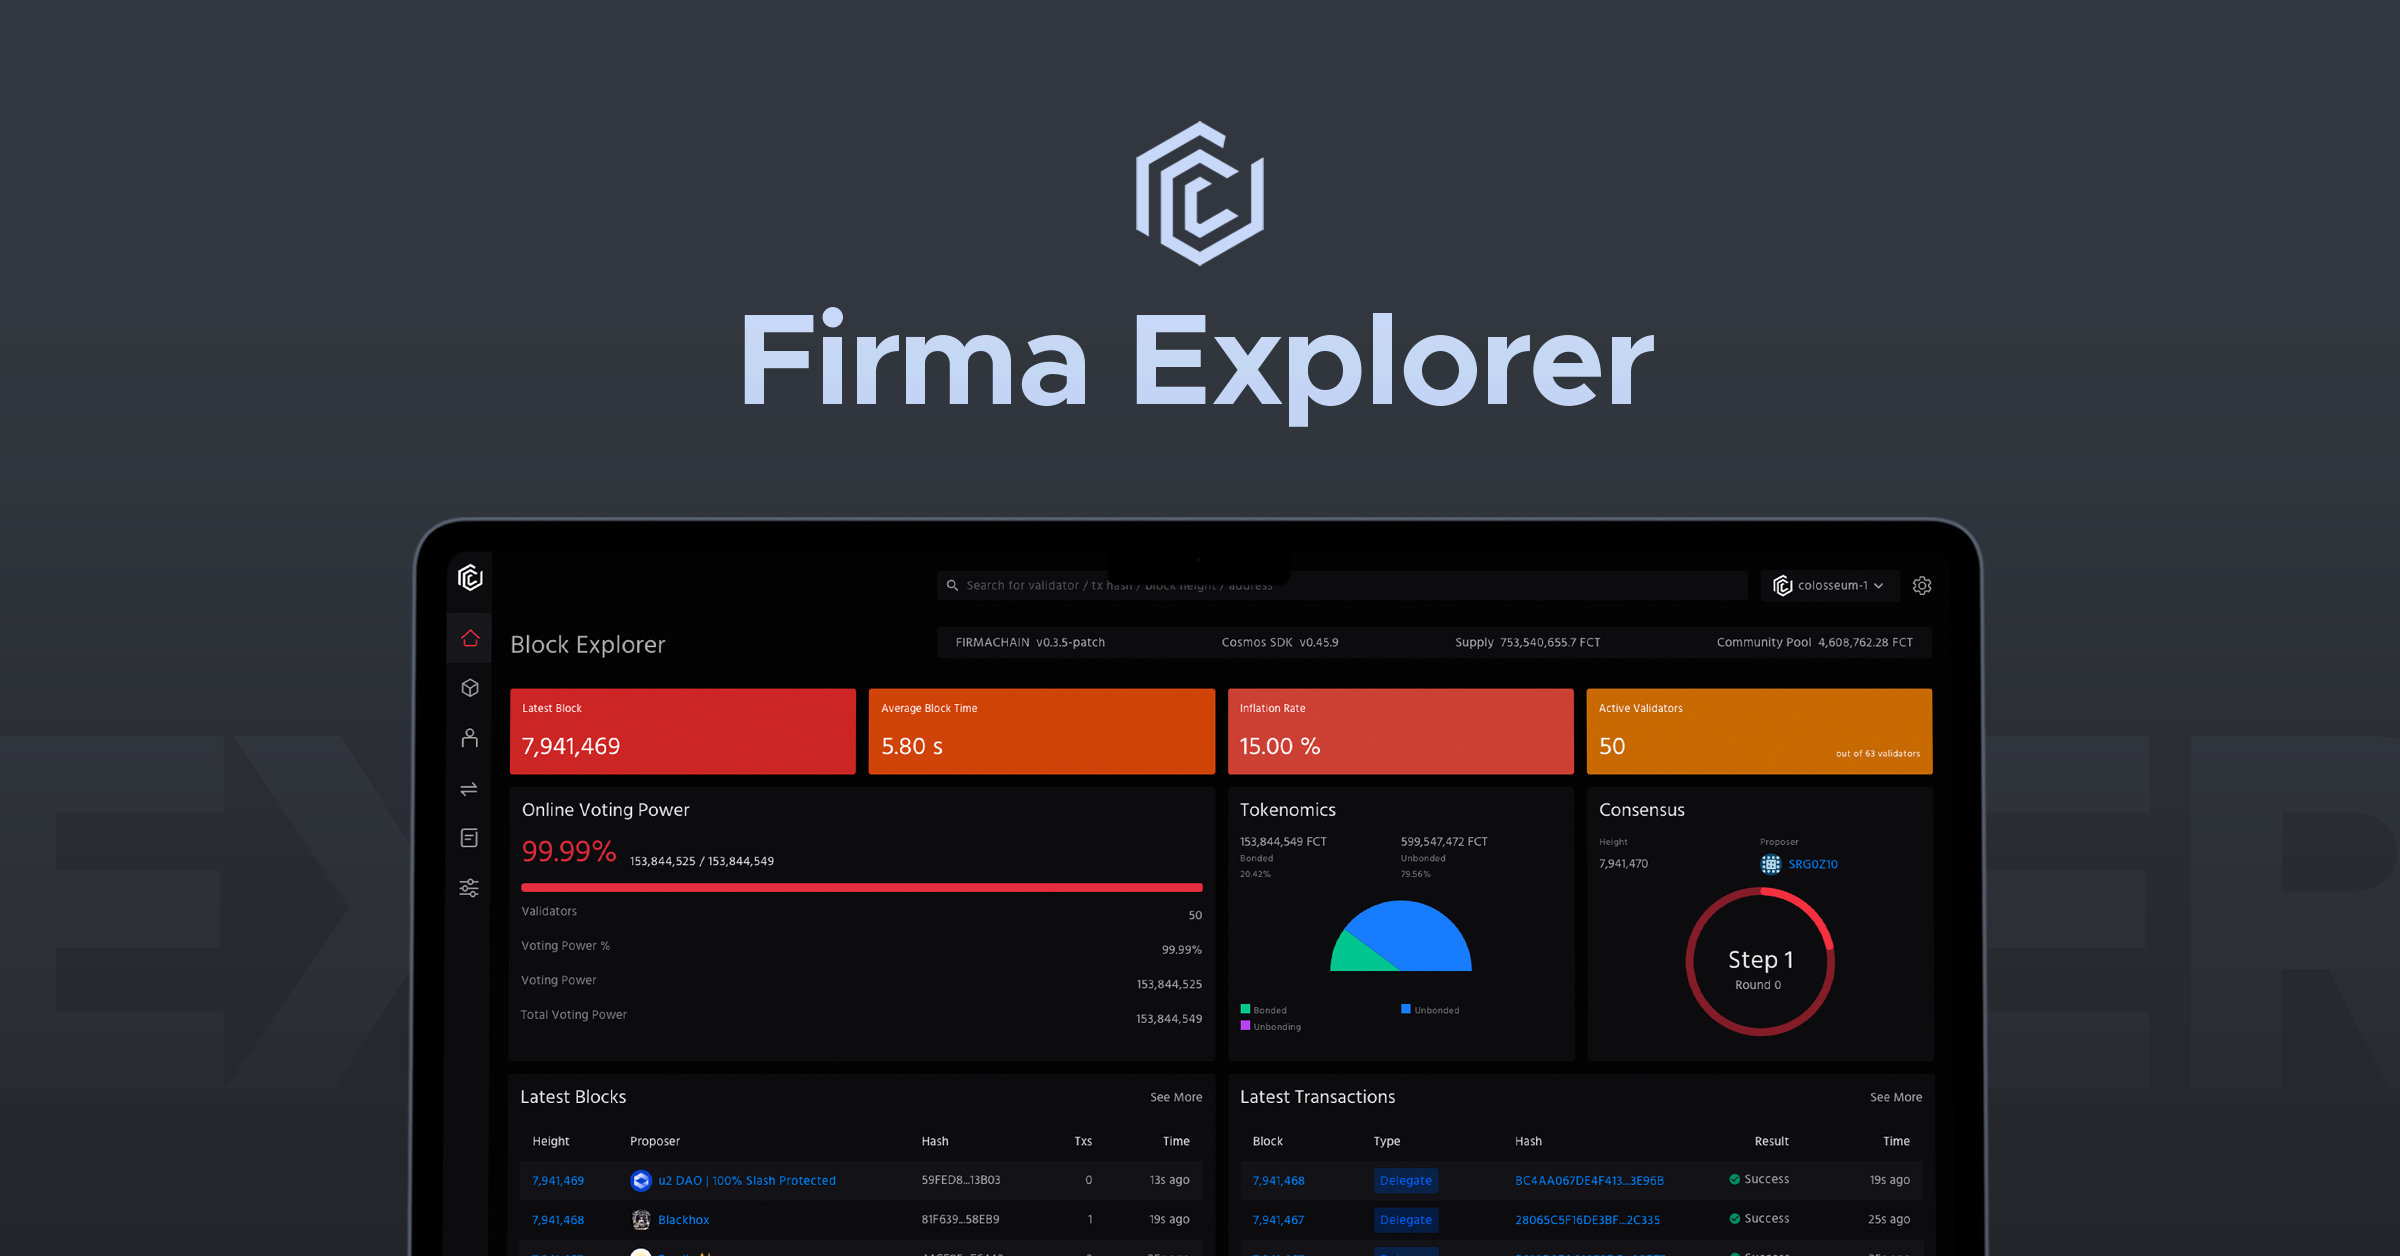 Firma Explorer
Search for validator / tx hash / block height / address
colosseum-1
Block Explorer
FIRMACHAIN v0.3.5-patch
Cosmos SDK v0.45.9
Supply 753,540,655.7 FCT
Community Pool 4,608,762.28 FCT
Latest Block
7,941,469
Average Block Time
5.80 s
Inflation Rate
15.00 %
Active Validators
50
out of 63 validators
Online Voting Power
99.99% 153,844,525 / 153,844,549
Validators 50
Voting Power % 99.99%
Voting Power 153,844,525
Total Voting Power 153,844,549
Tokenomics
153,844,549 FCT 599,547,472 FCT
Bonded Unbonded
20.42% 79.56%
Bonded Unbonded
Unbonding
Consensus
Height Proposer
7,941,470 SRG0Z10
Step 1
Round 0
Latest Blocks See More
Height Proposer Hash Txs Time
7,941,469 u2 DAO | 100% Slash Protected 59FED8...13B03 0 13s ago
7,941,468 Blackhox 81F639...58EB9 1 19s ago
Latest Transactions See More
Block Type Hash Result Time
7,941,468 Delegate BC4AA067DE4F413...3E96B Success 19s ago
7,941,467 Delegate 28065C5F16DE3BF...2C335 Success 25s ago